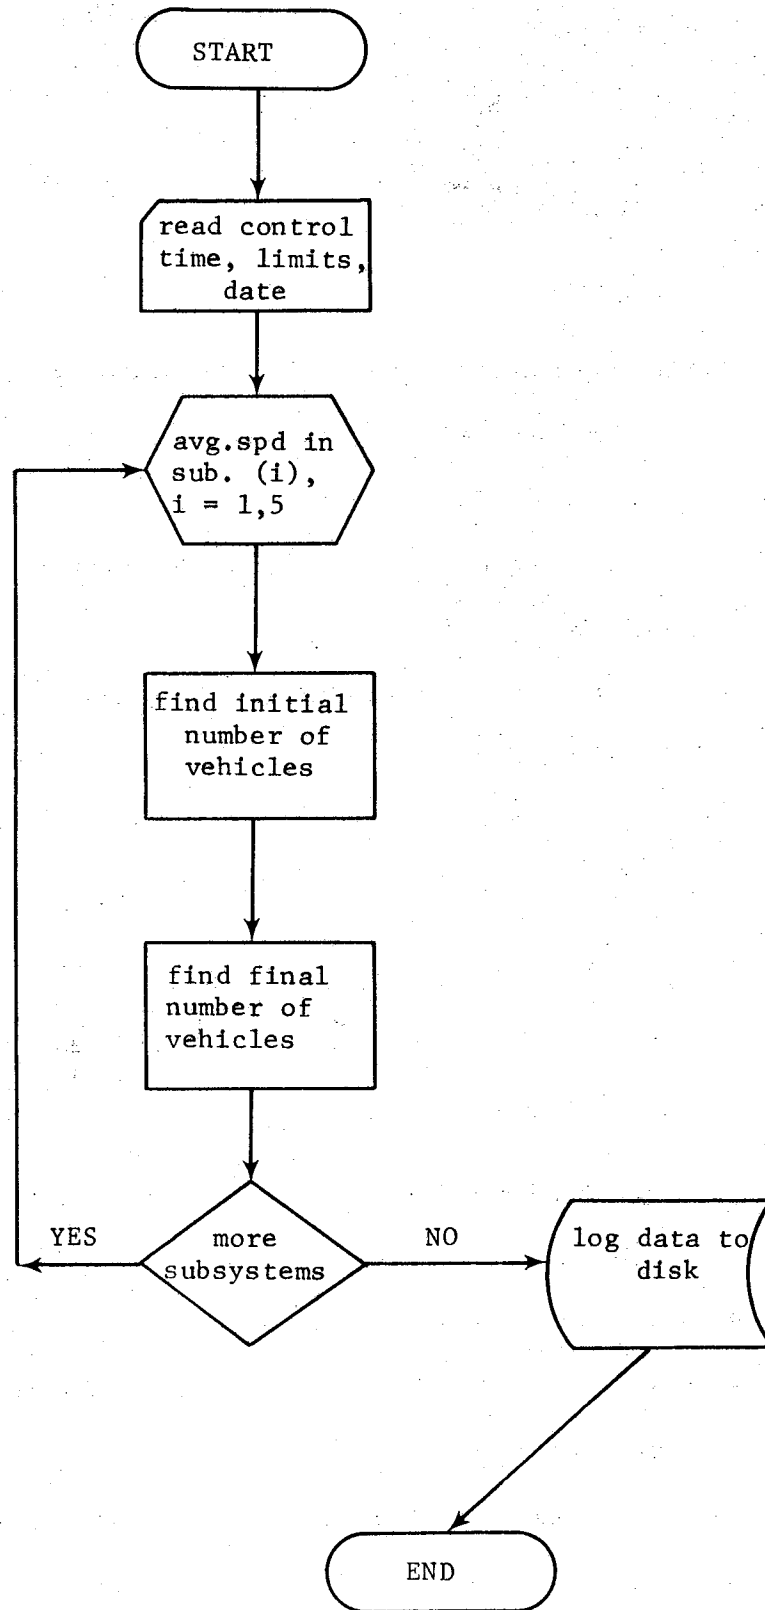 START
read control
time, limits,
date
avg.spd in
sub. (i),
i = 1,5
find initial
number of
vehicles
find final
number of
vehicles
more
subsystems
YES
NO
log data to
disk
END